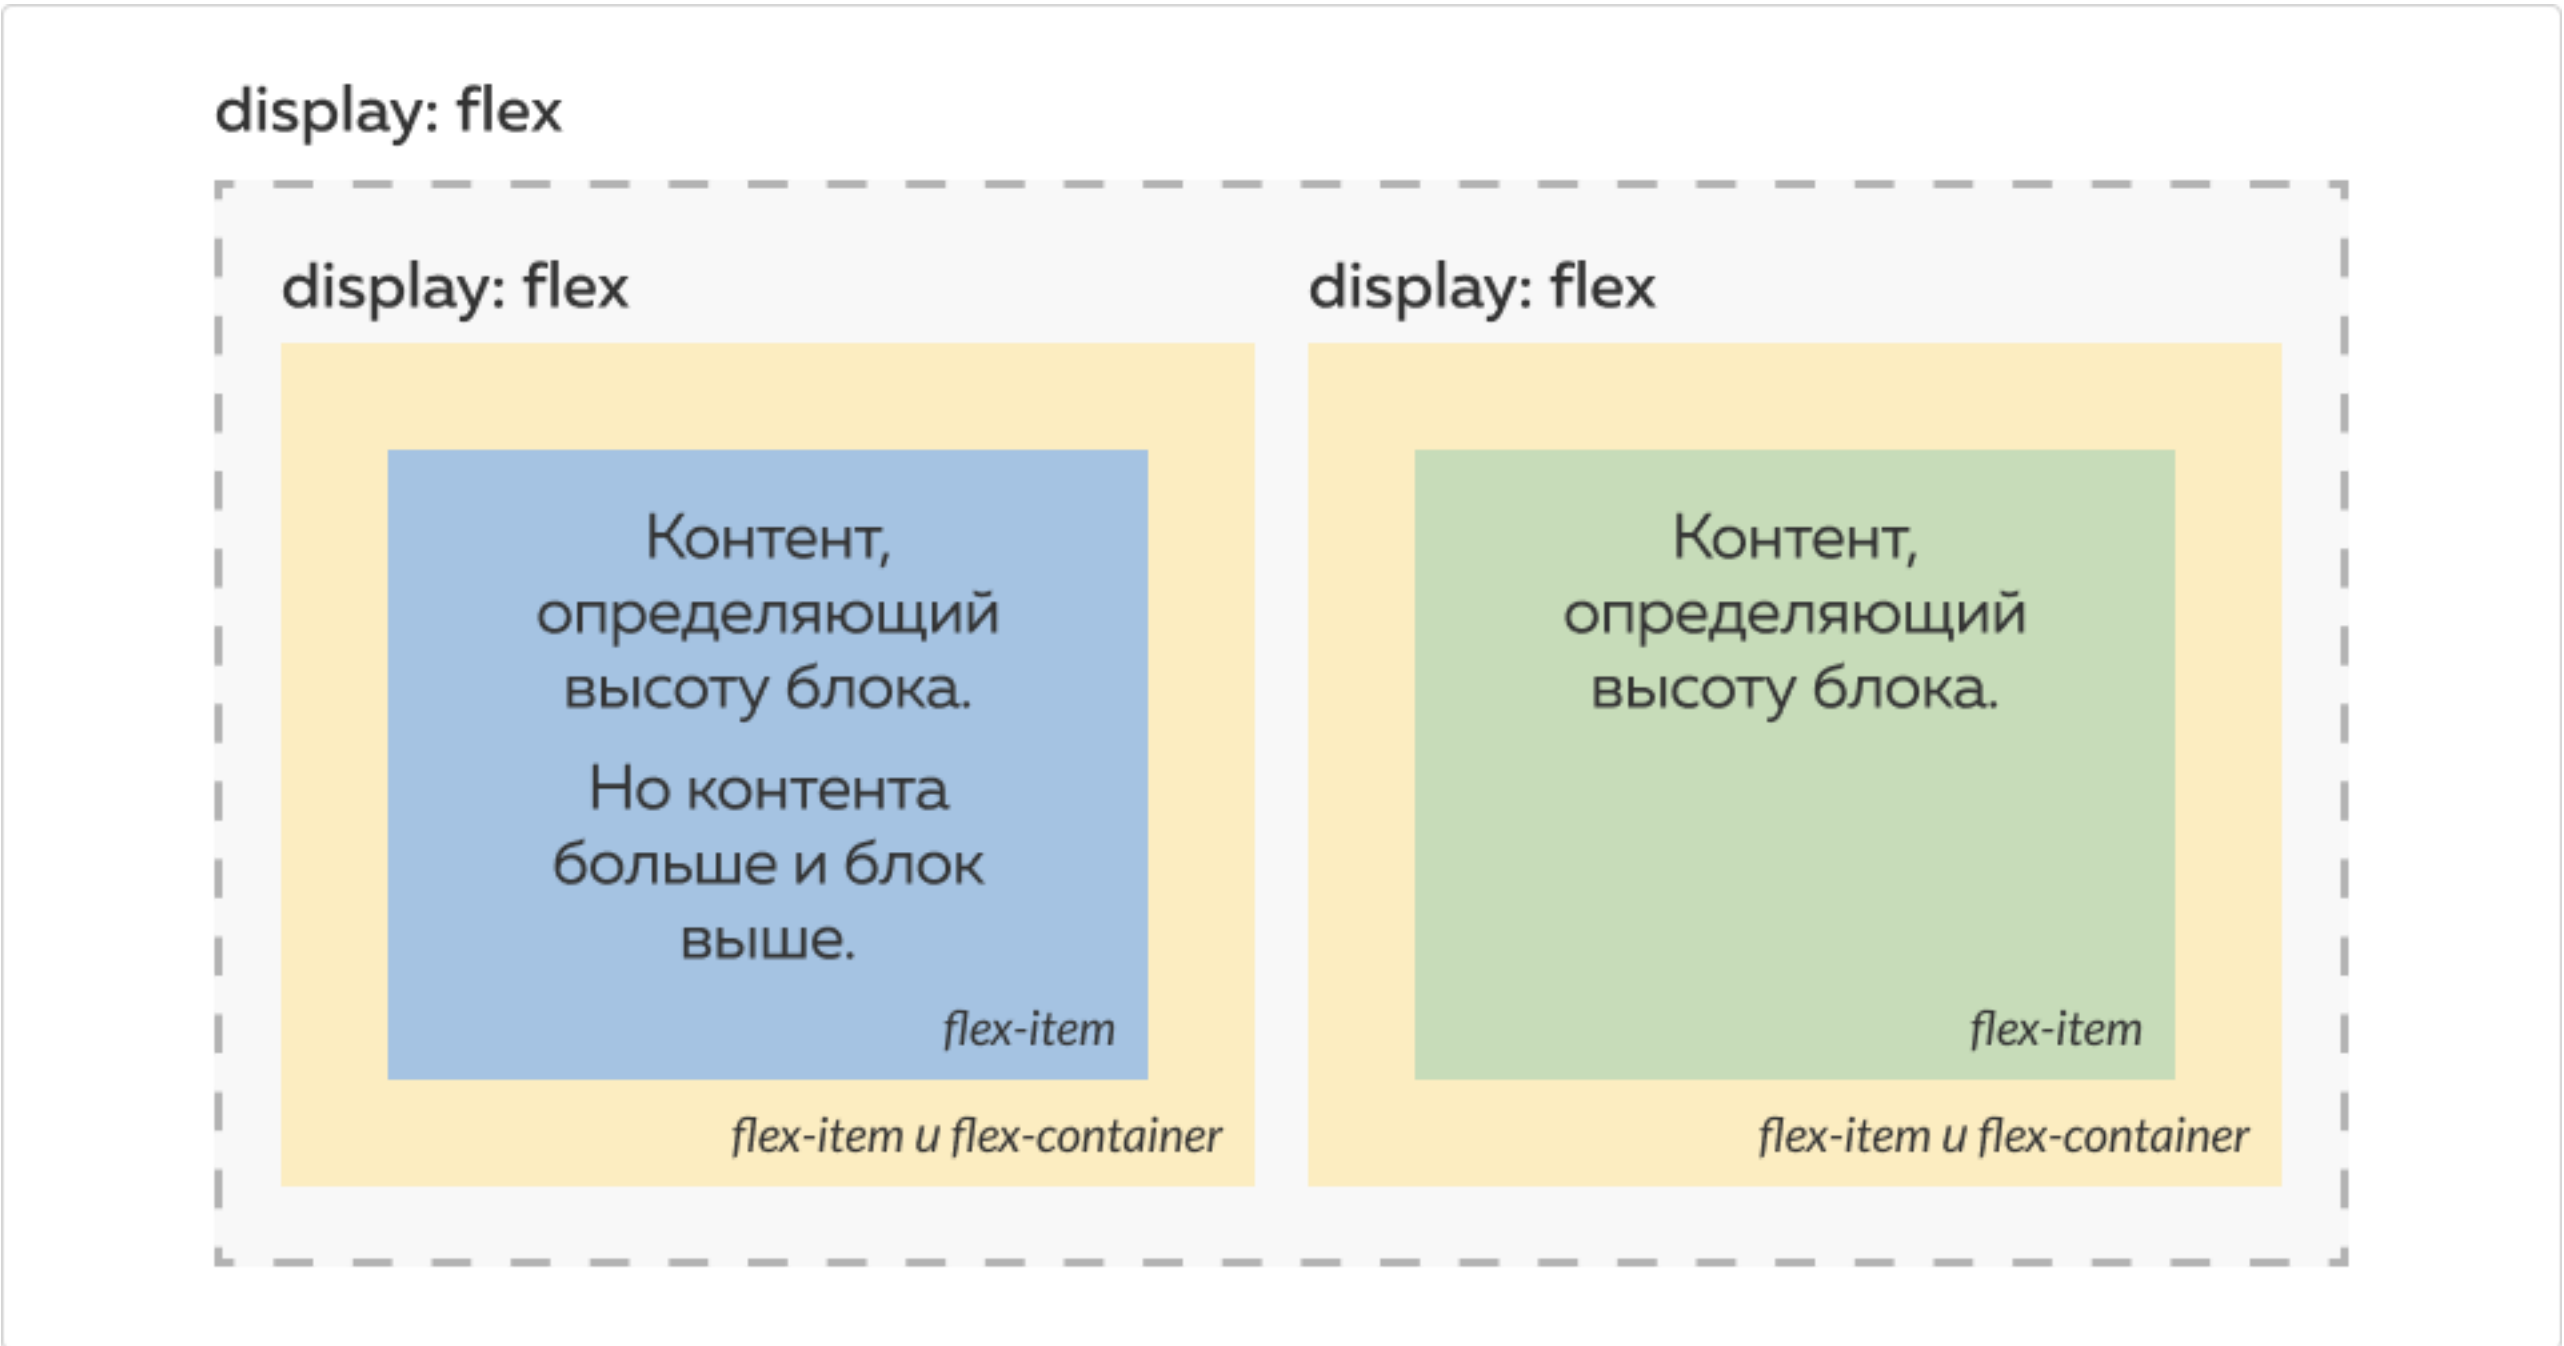 display: flex
display: flex
Контент,
определяющий
высоту блока.
Но контента
больше и блок
выше.
flex-item
flex-item и flex-container
display: flex
Контент,
определяющий
высоту блока.
flex-item
flex-item и flex-container